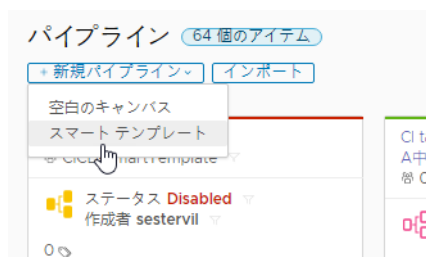 パイプライン 64 個のアイテム
+ 新規パイプライン インポート
空白のキャンバス
スマート テンプレート
CI t
A中
SmartTemplate
C
ステータス Disabled
作成者 sestervil
0